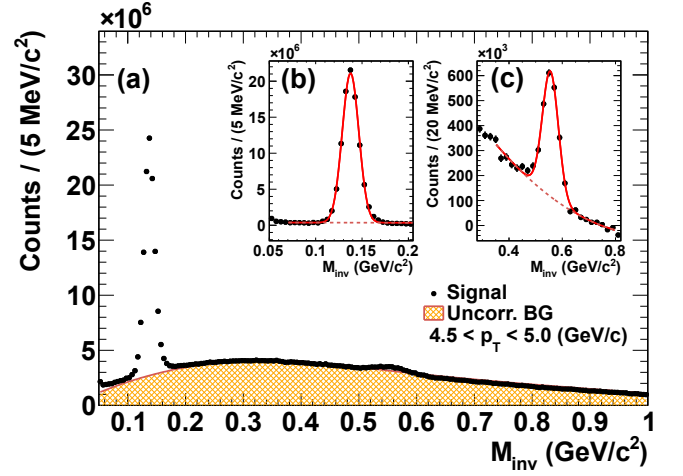 ×10⁶
(a)
Counts / (5 MeV/c²)
30
25
20
15
10
5
0
0.1 0.2 0.3 0.4 0.5 0.6 0.7 0.8 0.9 1
M_inv (GeV/c²)
×10⁶
(b)
Counts / (5 MeV/c²)
20
15
10
5
0
0.05 0.1 0.15 0.2
M_inv (GeV/c²)
×10³
(c)
Counts / (20 MeV/c²)
600
500
400
300
200
100
0
0.4 0.6 0.8
M_inv (GeV/c²)
Signal
Uncorr. BG
4.5 < p_T < 5.0 (GeV/c)